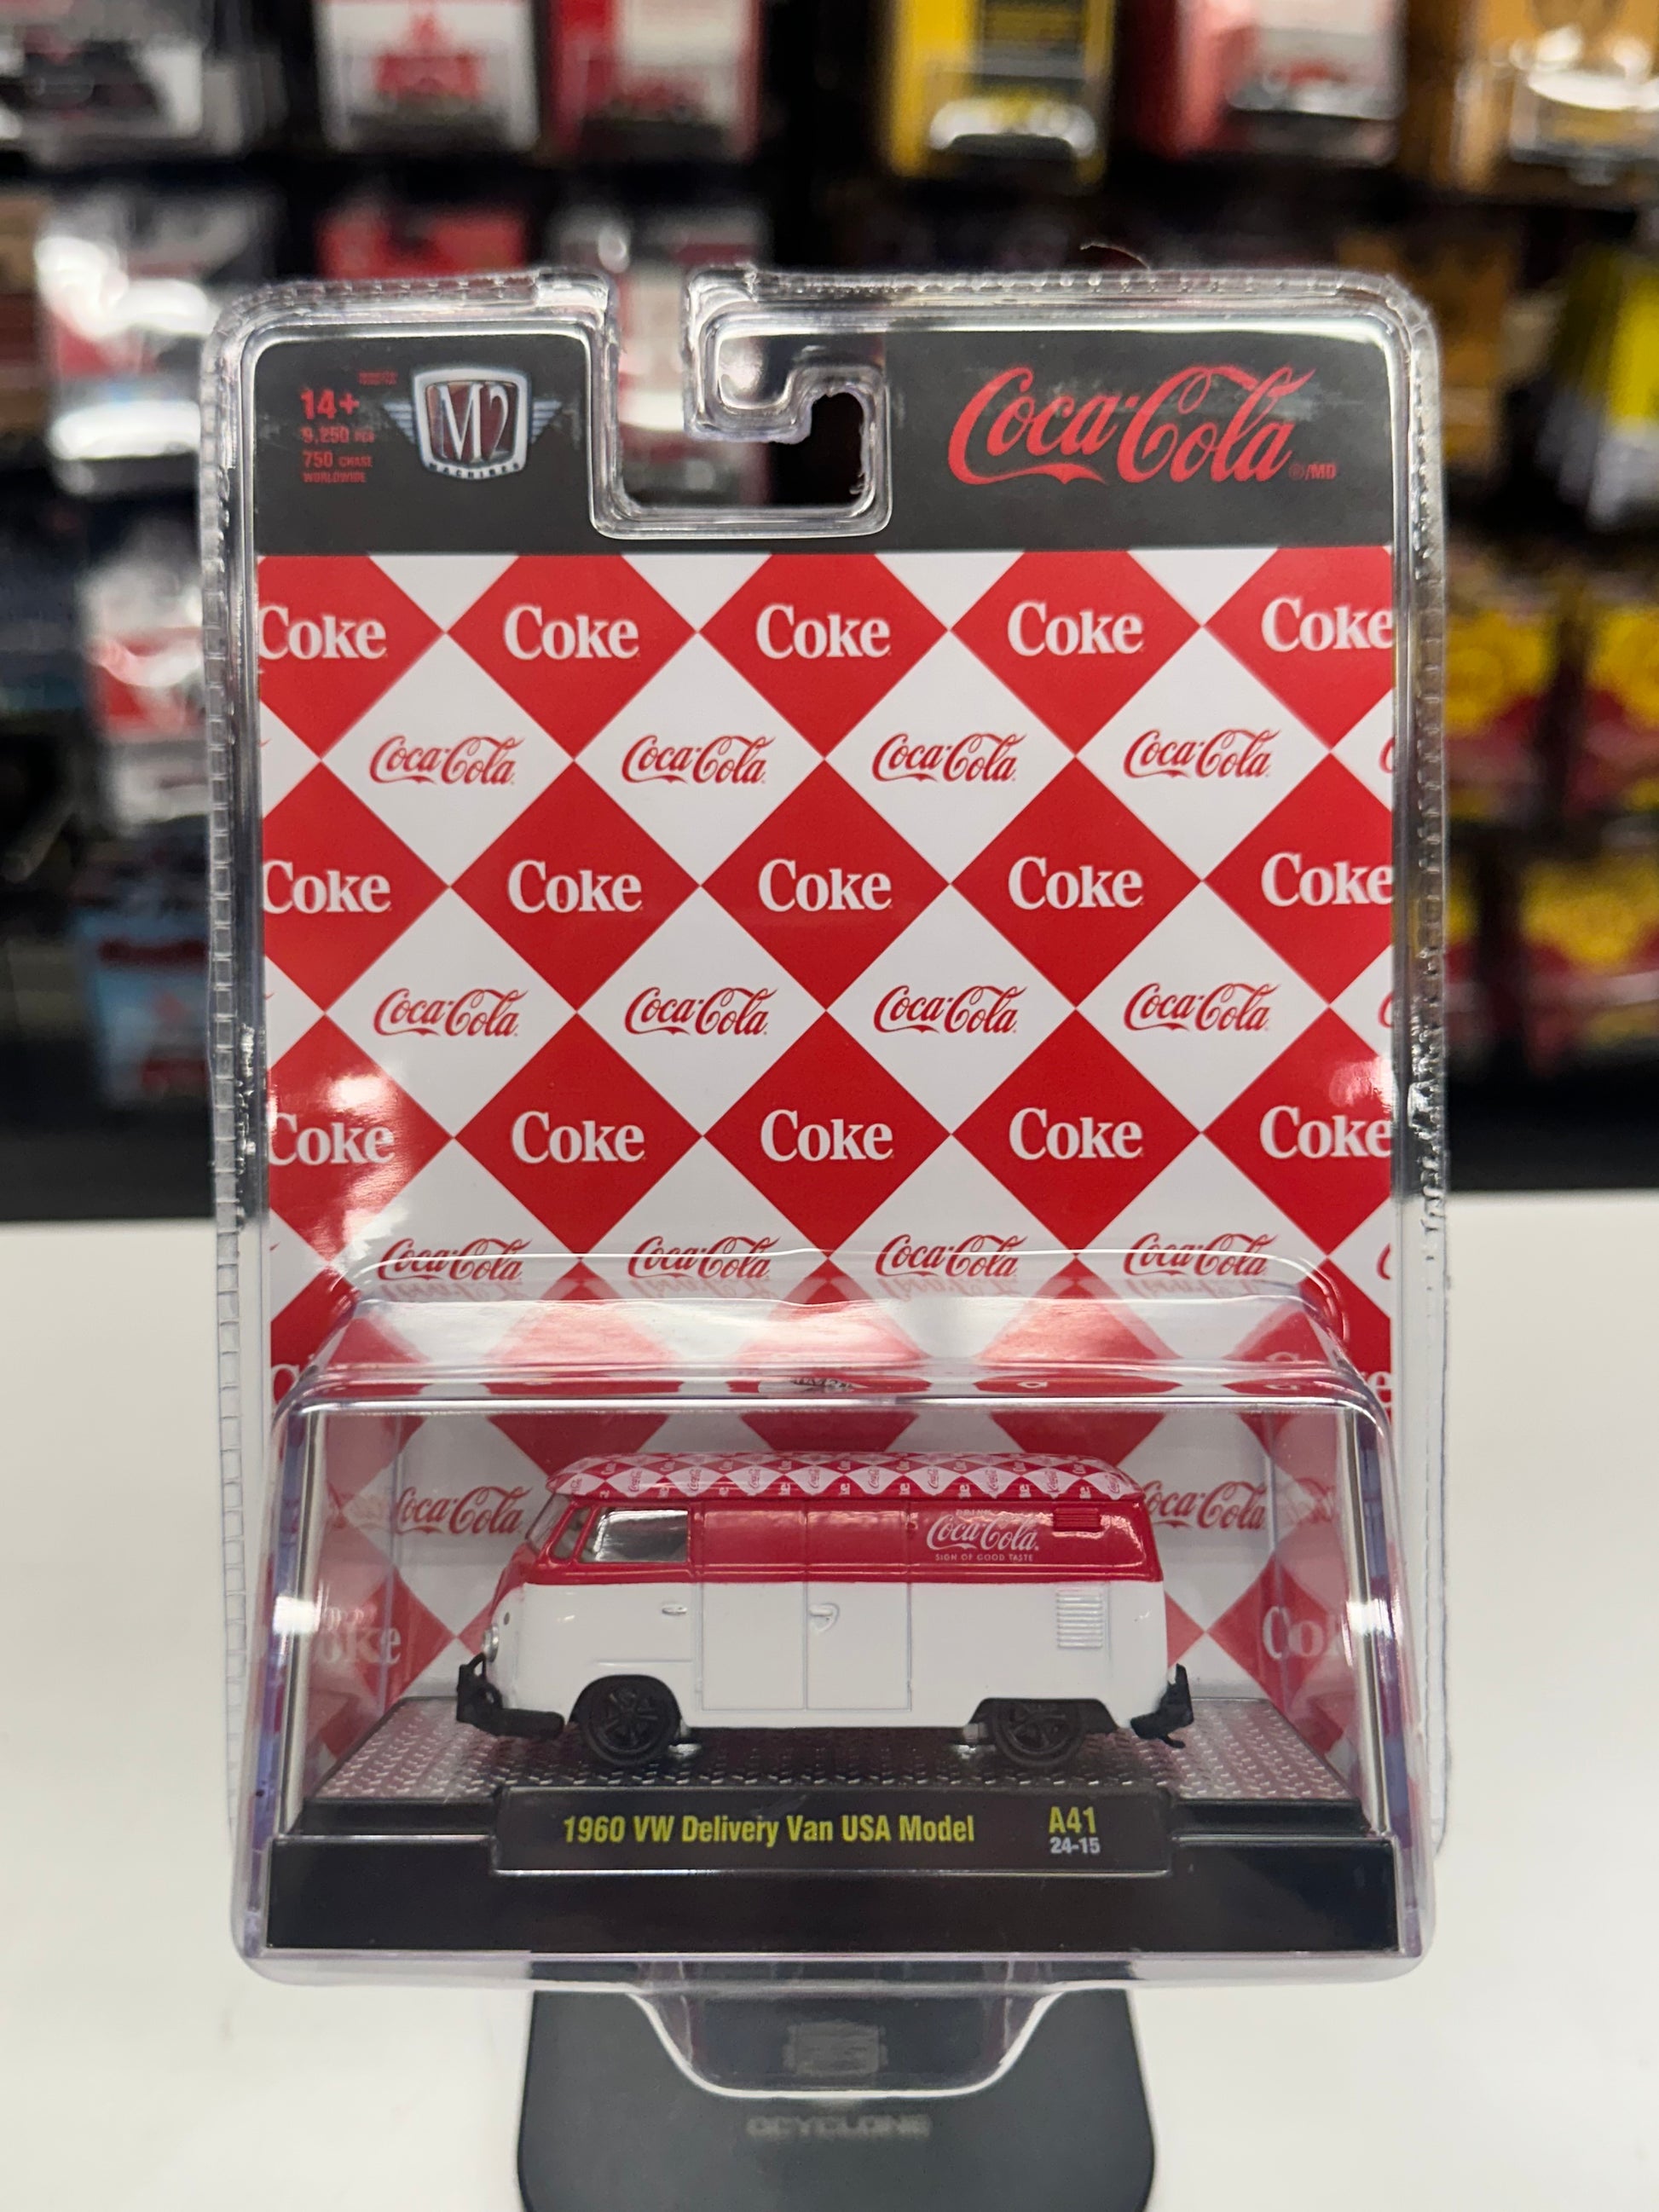 14+
9,250 PCS
750 CHASE
WORLDWIDE
M2
MACHINES
Coca-Cola ®/MD
Coke Coke Coke Coke Coke
Coca-Cola Coca-Cola Coca-Cola Coca-Cola
Coke Coke Coke Coke Coke
Coca-Cola Coca-Cola Coca-Cola Coca-Cola
Coke Coke Coke Coke Coke
Coca-Cola Coca-Cola Coca-Cola Coca-Cola
Coca-Cola Coca-Cola
DRINK
Coca-Cola
SIGN OF GOOD TASTE
1960 VW Delivery Van USA Model A41
24-15
OCYCLONE